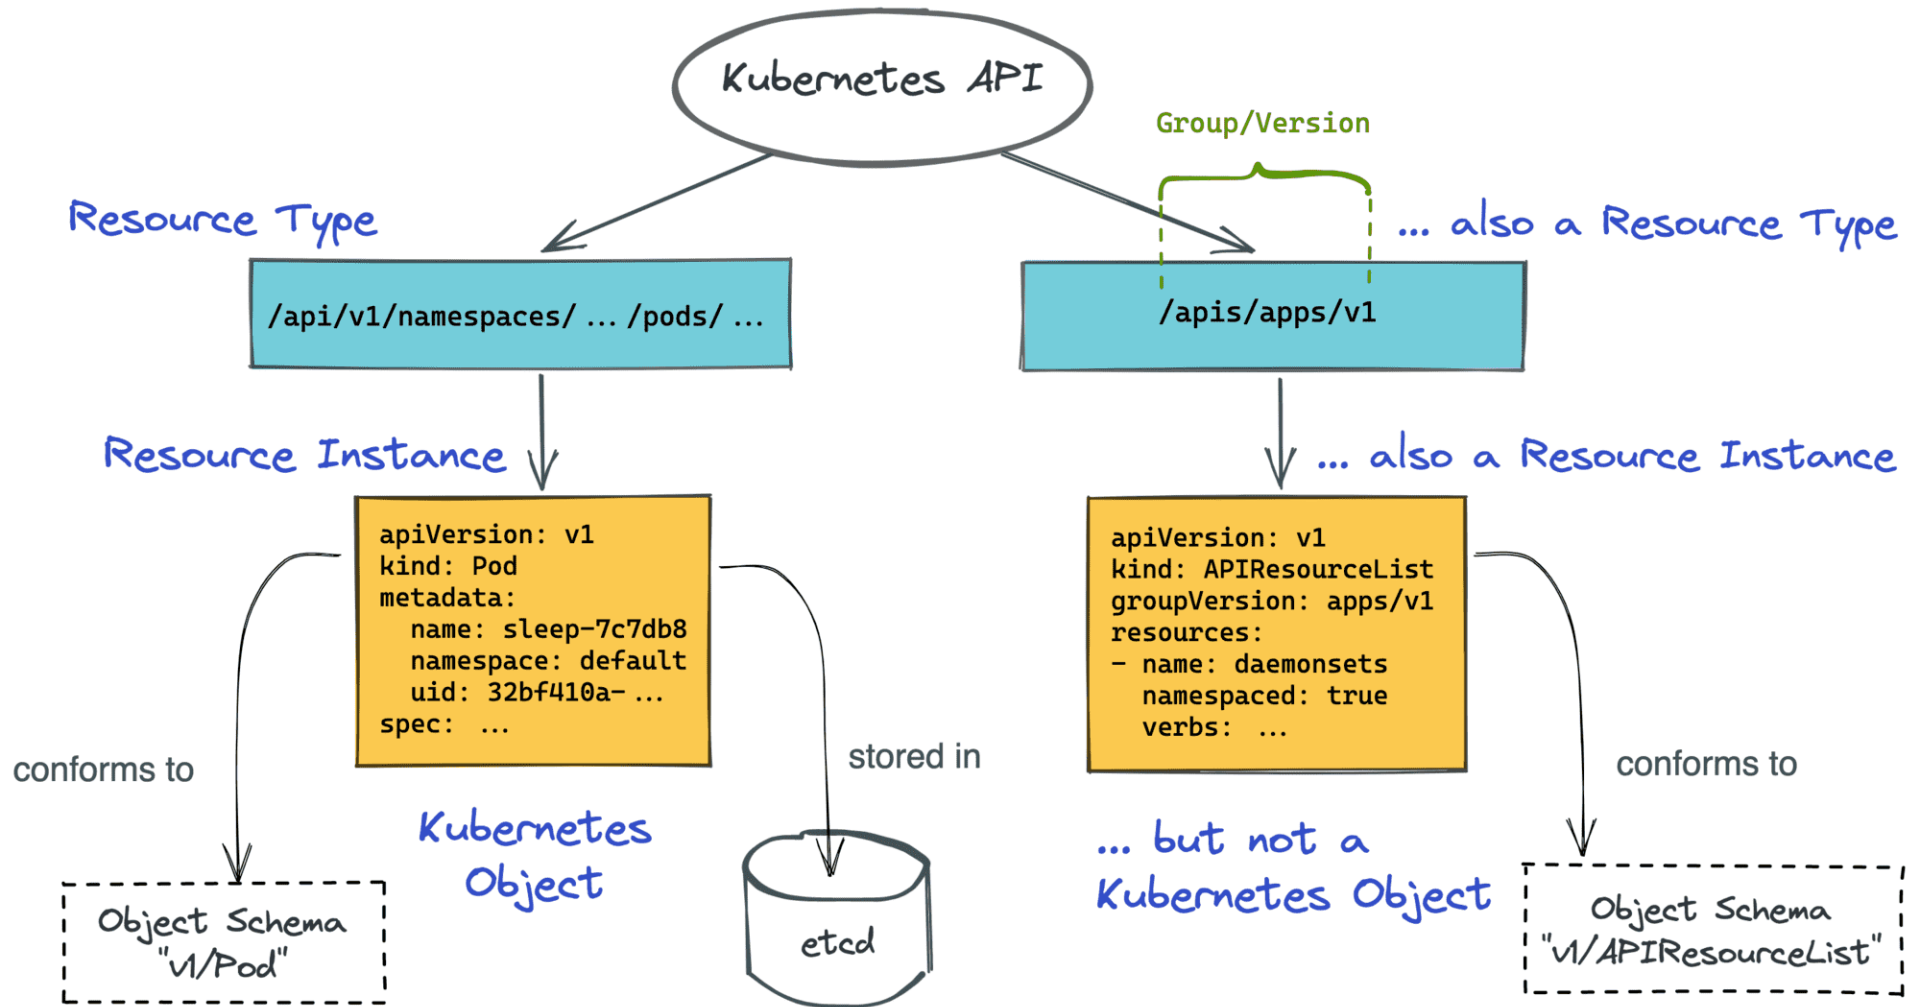 Kubernetes API
Group/Version
Resource Type
... also a Resource Type
/api/v1/namespaces/ ... /pods/ ...
/apis/apps/v1
Resource Instance
... also a Resource Instance
apiVersion: v1
kind: Pod
metadata:
  name: sleep-7c7db8
  namespace: default
  uid: 32bf410a- ...
spec: ...
apiVersion: v1
kind: APIResourceList
groupVersion: apps/v1
resources:
- name: daemonsets
  namespaced: true
  verbs: ...
conforms to
stored in
conforms to
Kubernetes
Object
... but not a
Kubernetes Object
Object Schema
"v1/Pod"
etcd
Object Schema
"v1/APIResourceList"